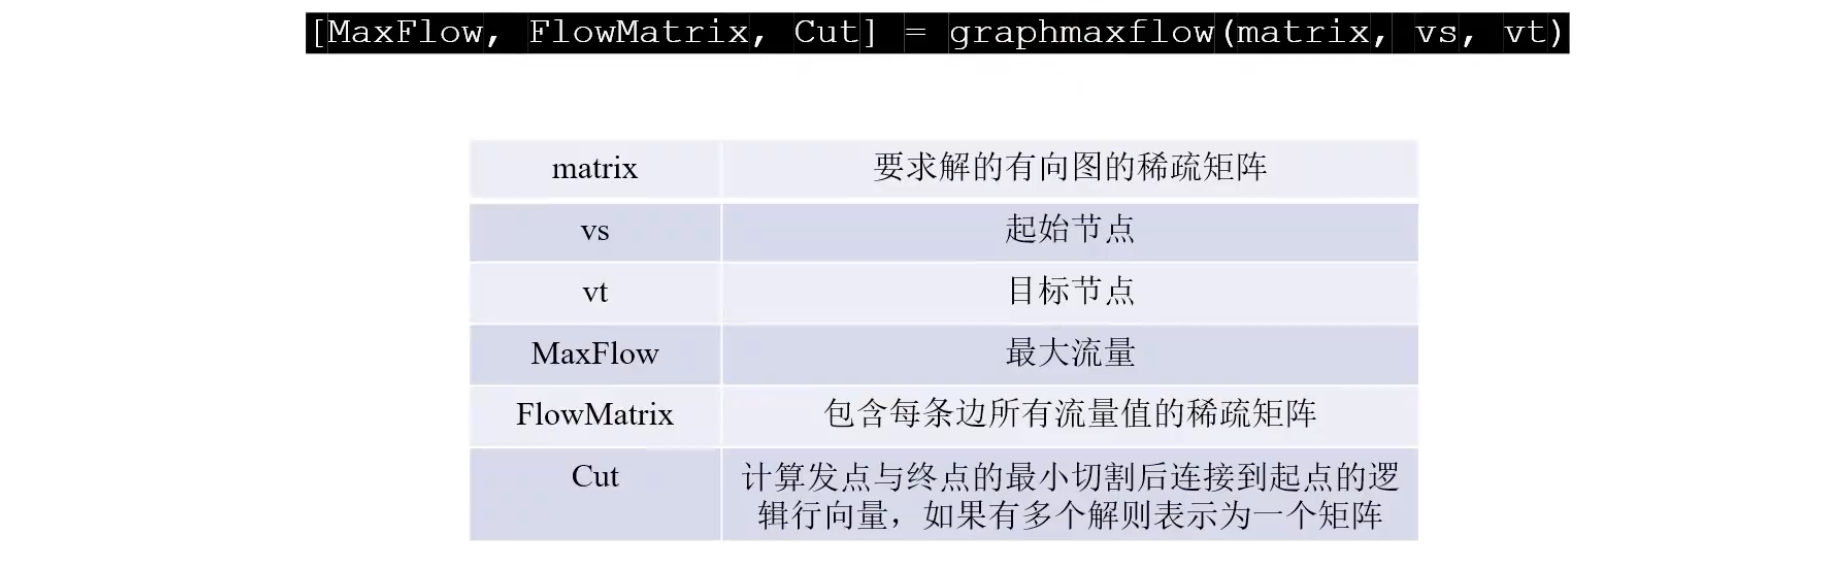 [MaxFlow, FlowMatrix, Cut] = graphmaxflow(matrix, vs, vt)
matrix 要求解的有向图的稀疏矩阵
vs 起始节点
vt 目标节点
MaxFlow 最大流量
FlowMatrix 包含每条边所有流量值的稀疏矩阵
Cut 计算发点与终点的最小切割后连接到起点的逻
辑行向量，如果有多个解则表示为一个矩阵